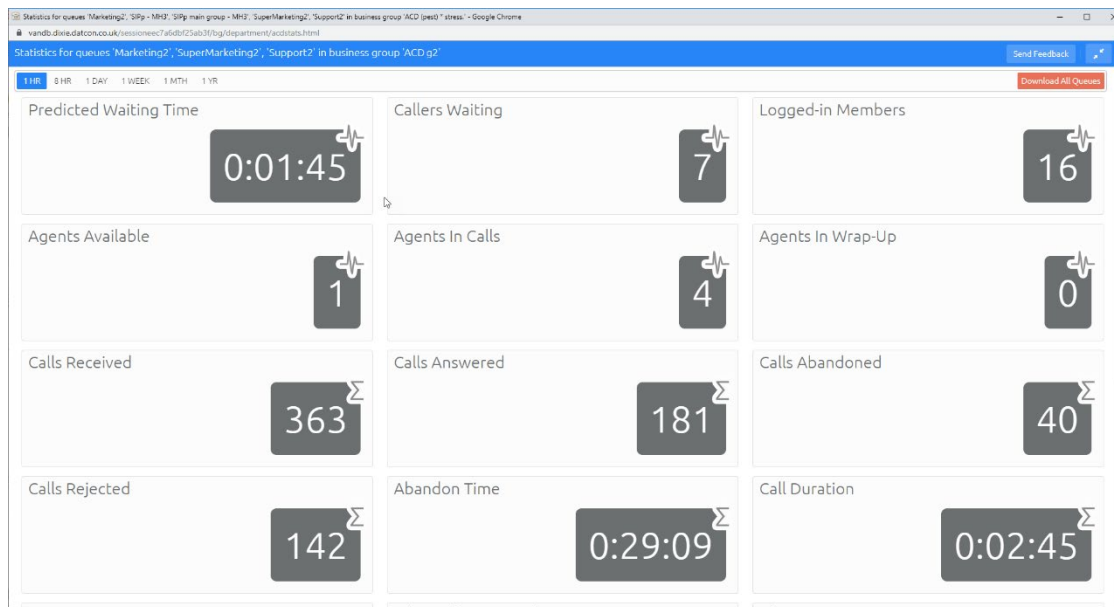 Statistics for queues 'Marketing2', 'SIPp - MH3', 'SIPp main group - MH3', 'SuperMarketing2', 'Support2' in business group 'ACD (pest) " stress.' - Google Chrome
vandb.dixie.datcon.co.uk/sessioneec7a6dbf25ab3f/bg/department/acdstats.html
Statistics for queues 'Marketing2', 'SuperMarketing2', 'Support2' in business group 'ACD g2'
Send Feedback
1 HR 8 HR 1 DAY 1 WEEK 1 MTH 1 YR
Download All Queues
Predicted Waiting Time
0:01:45
Callers Waiting
7
Logged-in Members
16
Agents Available
1
Agents In Calls
4
Agents In Wrap-Up
0
Calls Received
Σ
363
Calls Answered
Σ
181
Calls Abandoned
Σ
40
Calls Rejected
Σ
142
Abandon Time
Σ
0:29:09
Call Duration
Σ
0:02:45